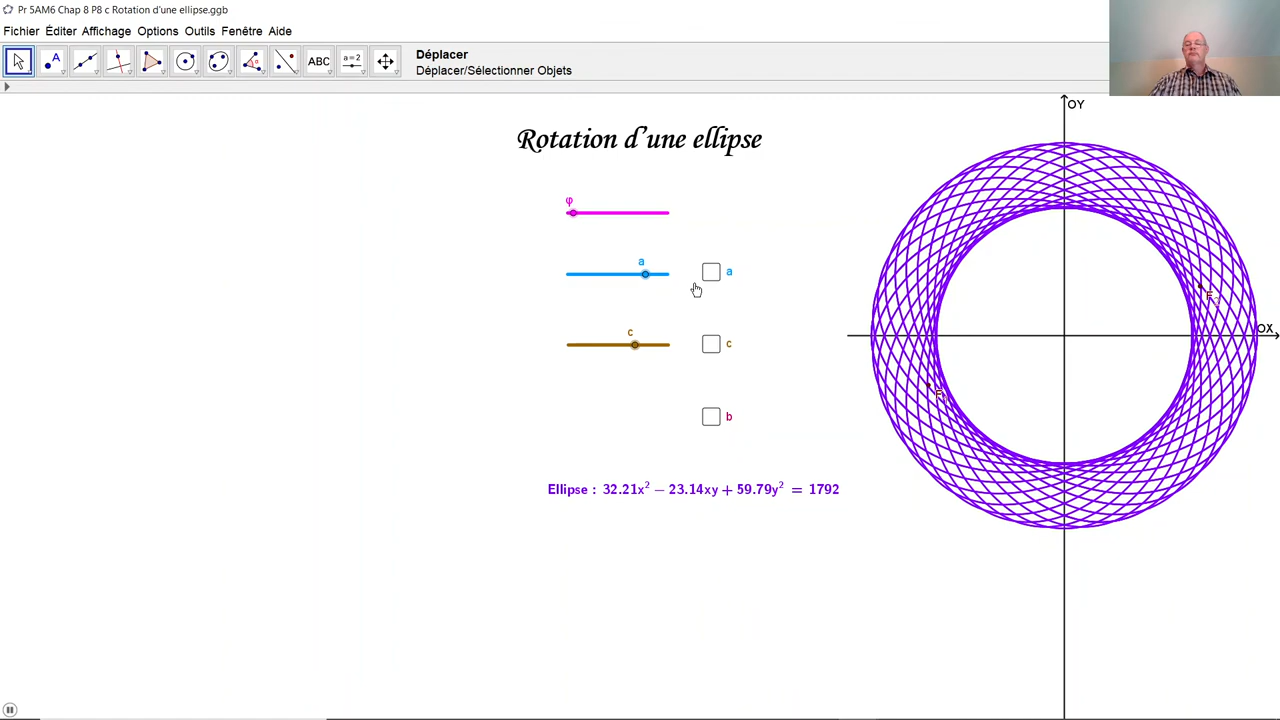 Pr 5AM6 Chap 8 P8 c Rotation d'une ellipse.ggb
Fichier Éditer Affichage Options Outils Fenêtre Aide
A
α
ABC
a=2
Déplacer
Déplacer/Sélectionner Objets
OY
Rotation d'une ellipse
φ
a
a
F
OX
c
c
F
b
Ellipse : 32.21x² − 23.14xy + 59.79y² = 1792